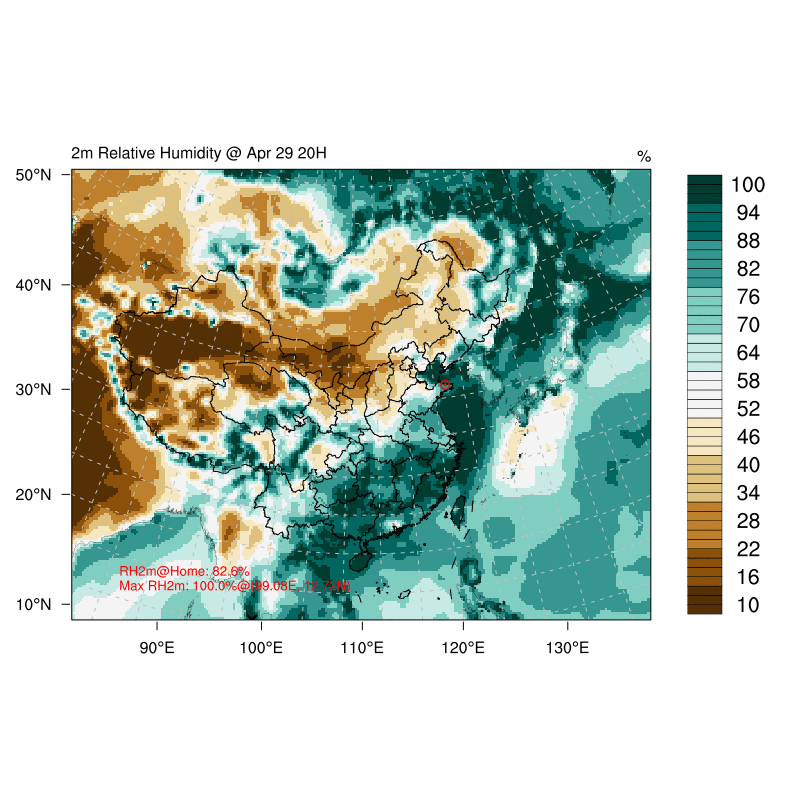 2m Relative Humidity @ Apr 29 20H
%
50°N
40°N
30°N
20°N
10°N
90°E
100°E
110°E
120°E
130°E
100
94
88
82
76
70
64
58
52
46
40
34
28
22
16
10
RH2m@Home: 82.6%
Max RH2m: 100.0%@(99.08E,